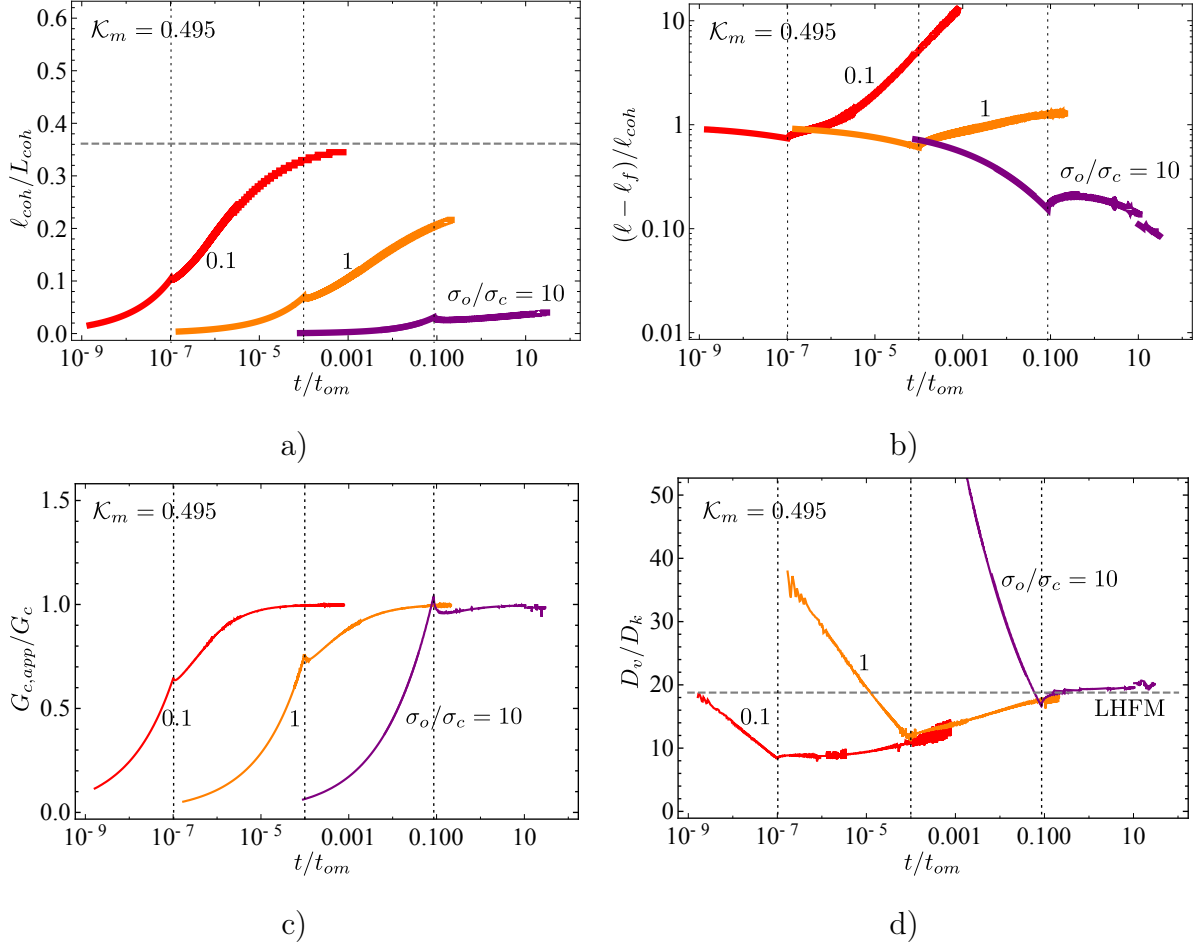 𝒦m = 0.495
ℓcoh/Lcoh
0.6
0.5
0.4
0.3
0.2
0.1
0.0
0.1
1
σo/σc = 10
10-9
10-7
10-5
0.001
0.100
10
t/tom
a)
𝒦m = 0.495
(ℓ − ℓf)/ℓcoh
10
1
0.10
0.01
0.1
1
σo/σc = 10
10-9
10-7
10-5
0.001
0.100
10
t/tom
b)
𝒦m = 0.495
Gc,app/Gc
1.5
1.0
0.5
0.0
0.1
1
σo/σc = 10
10-9
10-7
10-5
0.001
0.100
10
t/tom
c)
𝒦m = 0.495
Dv/Dk
50
40
30
20
10
0
0.1
1
σo/σc = 10
LHFM
10-9
10-7
10-5
0.001
0.100
10
t/tom
d)